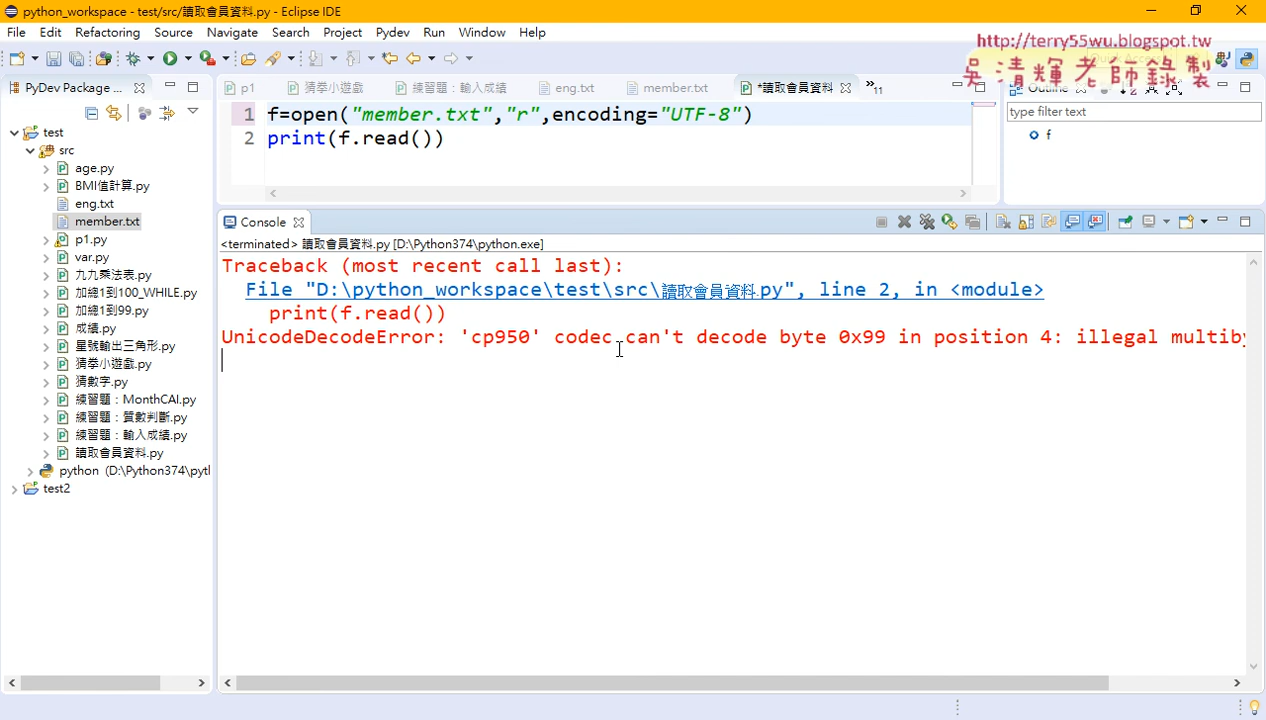 python_workspace - test/src/讀取會員資料.py - Eclipse IDE
File Edit Refactoring Source Navigate Search Project Pydev Run Window Help
http://terry55wu.blogspot.tw
吳清輝老師錄製
PyDev Package ...
p1
猜拳小遊戲
練習題：輸入成績
eng.txt
member.txt
*讀取會員資料
11
Outline
type filter text
f
1 f=open("member.txt","r",encoding="UTF-8")
2 print(f.read())
test
src
age.py
BMI值計算.py
eng.txt
member.txt
p1.py
var.py
九九乘法表.py
加總1到100_WHILE.py
加總1到99.py
成績.py
星號輸出三角形.py
猜拳小遊戲.py
猜數字.py
練習題：MonthCAI.py
練習題：質數判斷.py
練習題：輸入成績.py
讀取會員資料.py
python (D:\Python374\pytl
test2
Console
<terminated> 讀取會員資料.py [D:\Python374\python.exe]
Traceback (most recent call last):
File "D:\python_workspace\test\src\讀取會員資料.py", line 2, in <module>
print(f.read())
UnicodeDecodeError: 'cp950' codec can't decode byte 0x99 in position 4: illegal multiby